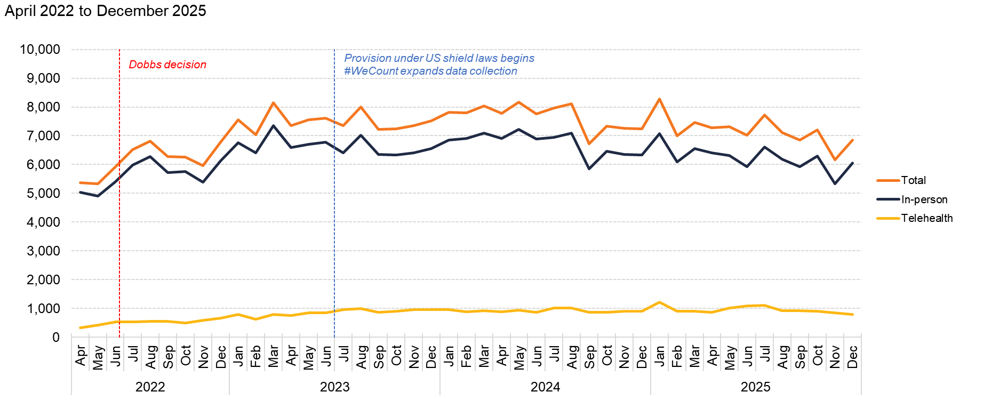 April 2022 to December 2025
10,000
9,000
8,000
7,000
6,000
5,000
4,000
3,000
2,000
1,000
0
Dobbs decision
Provision under US shield laws begins
#WeCount expands data collection
Total
In-person
Telehealth
Apr May Jun Jul Aug Sep Oct Nov Dec Jan Feb Mar Apr May Jun Jul Aug Sep Oct Nov Dec Jan Feb Mar Apr May Jun Jul Aug Sep Oct Nov Dec Jan Feb Mar Apr May Jun Jul Aug Sep Oct Nov Dec
2022 2023 2024 2025